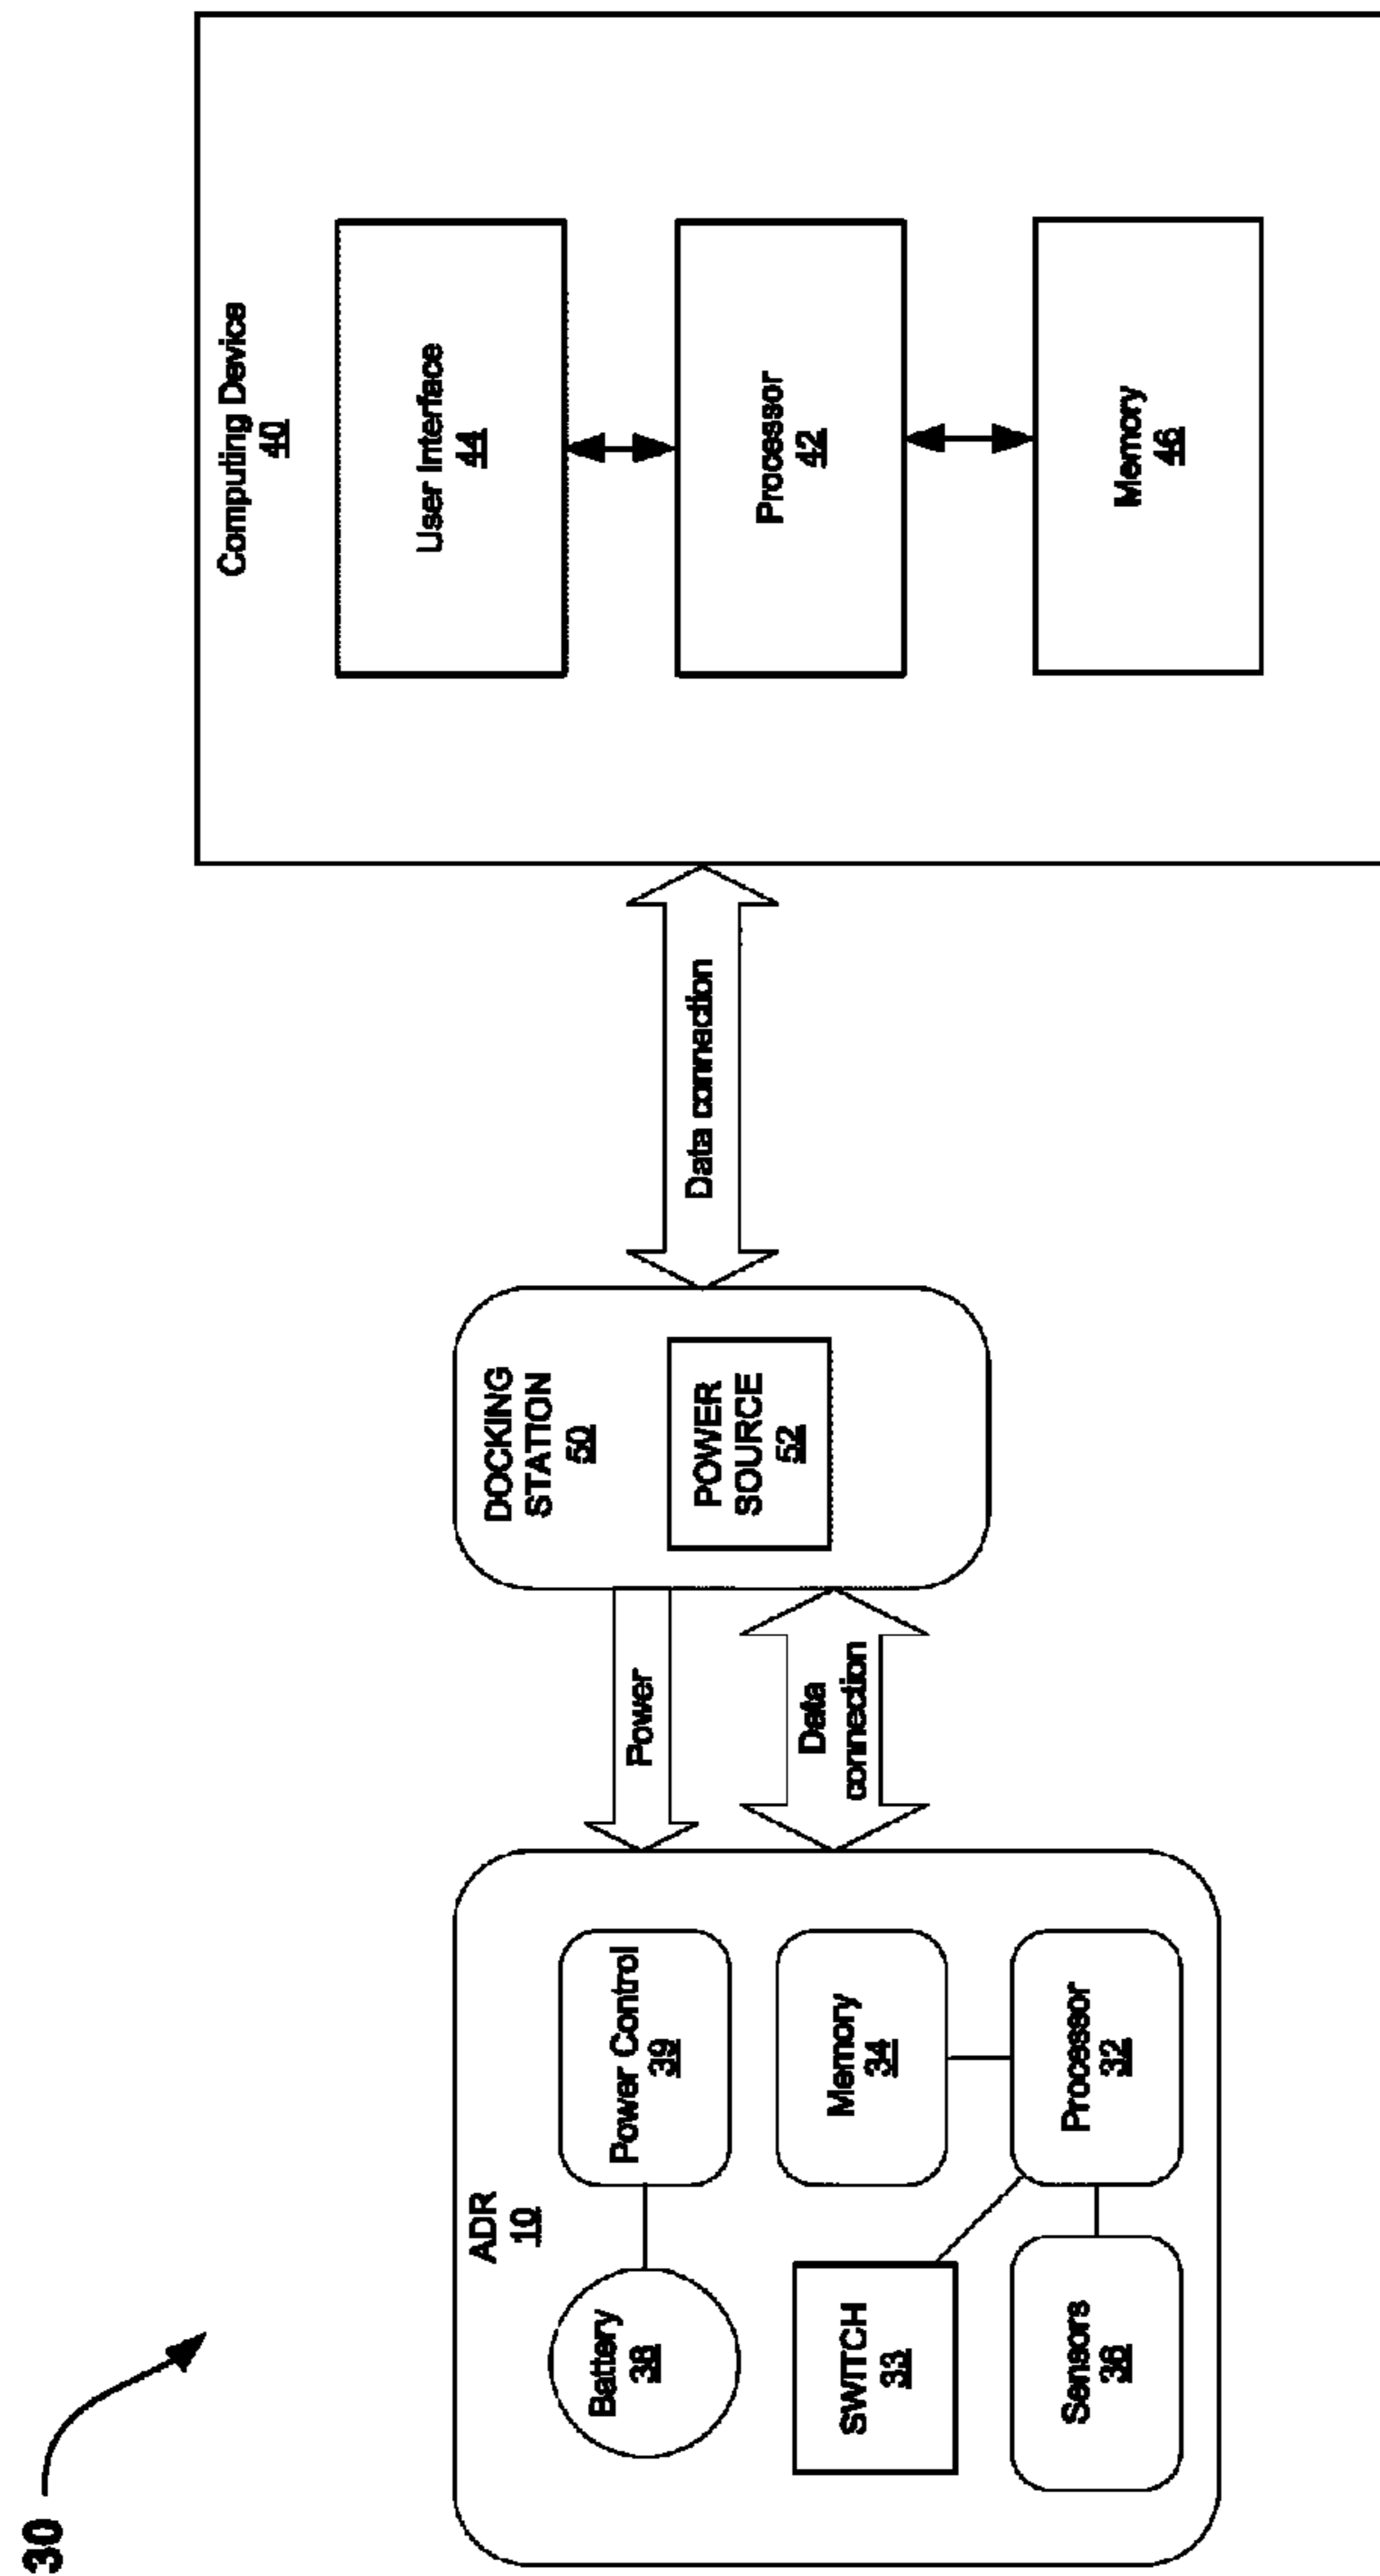 30
ADR
10
Battery
38
Power Control
39
SWITCH
33
Memory
34
Sensors
36
Processor
32
Power
Data
connection
DOCKING
STATION
50
POWER
SOURCE
52
Data connection
Computing Device
40
User Interface
44
Processor
42
Memory
46